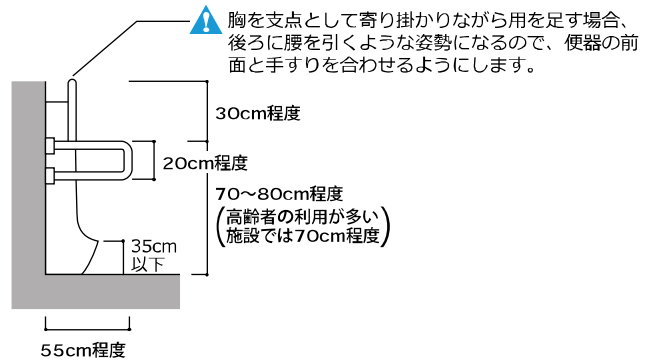 胸を支点として寄り掛かりながら用を足す場合、
後ろに腰を引くような姿勢になるので、便器の前
面と手すりを合わせるようにします。
30cm程度
20cm程度
70～80cm程度
(高齢者の利用が多い
施設では70cm程度)
35cm
以下
55cm程度